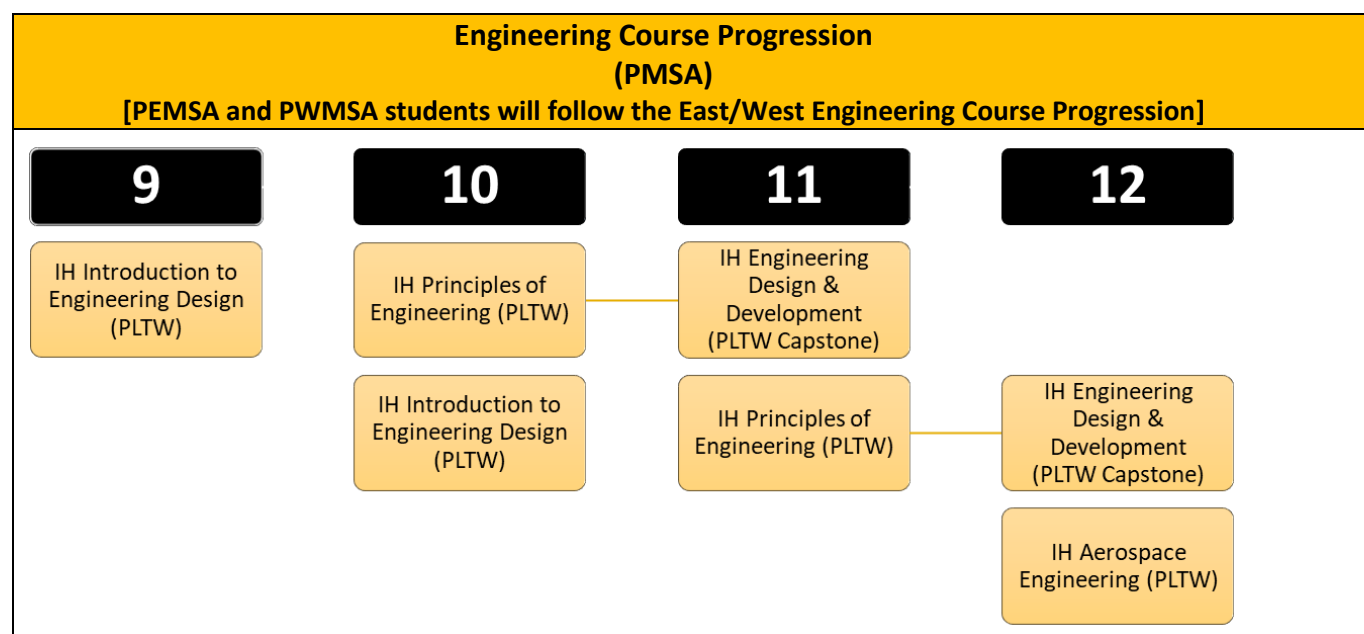 Engineering Course Progression
(PMSA)
[PEMSA and PWMSA students will follow the East/West Engineering Course Progression]
9
10
11
12
IH Introduction to
Engineering Design
(PLTW)
IH Principles of
Engineering (PLTW)
IH Engineering
Design &
Development
(PLTW Capstone)
IH Introduction to
Engineering Design
(PLTW)
IH Principles of
Engineering (PLTW)
IH Engineering
Design &
Development
(PLTW Capstone)
IH Aerospace
Engineering (PLTW)